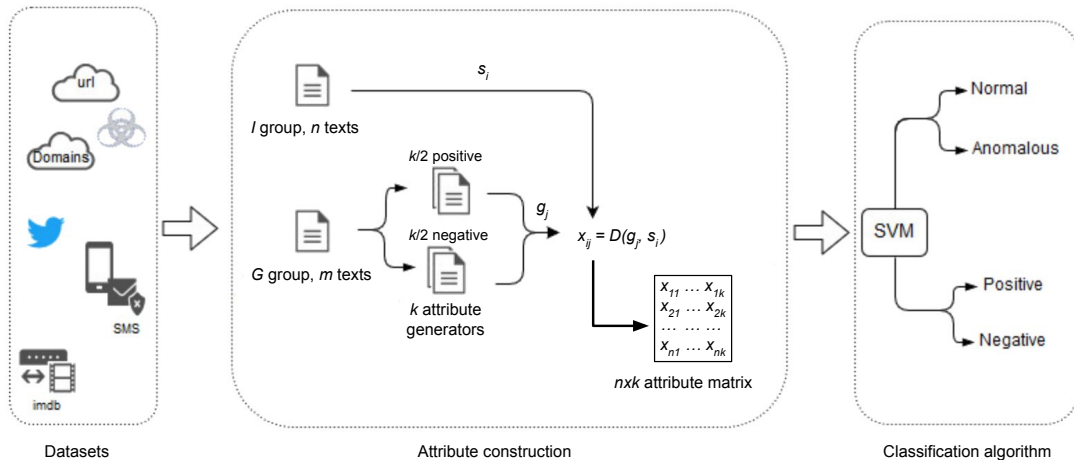 url
Domains
SMS
imdb
Datasets
s_i
I group, n texts
k/2 positive
g_j
k/2 negative
G group, m texts
k attribute
generators
x_ij = D(g_j, s_i)
x_11 … x_1k
x_21 … x_2k
… … …
x_n1 … x_nk
nxk attribute matrix
Attribute construction
Normal
Anomalous
SVM
Positive
Negative
Classification algorithm